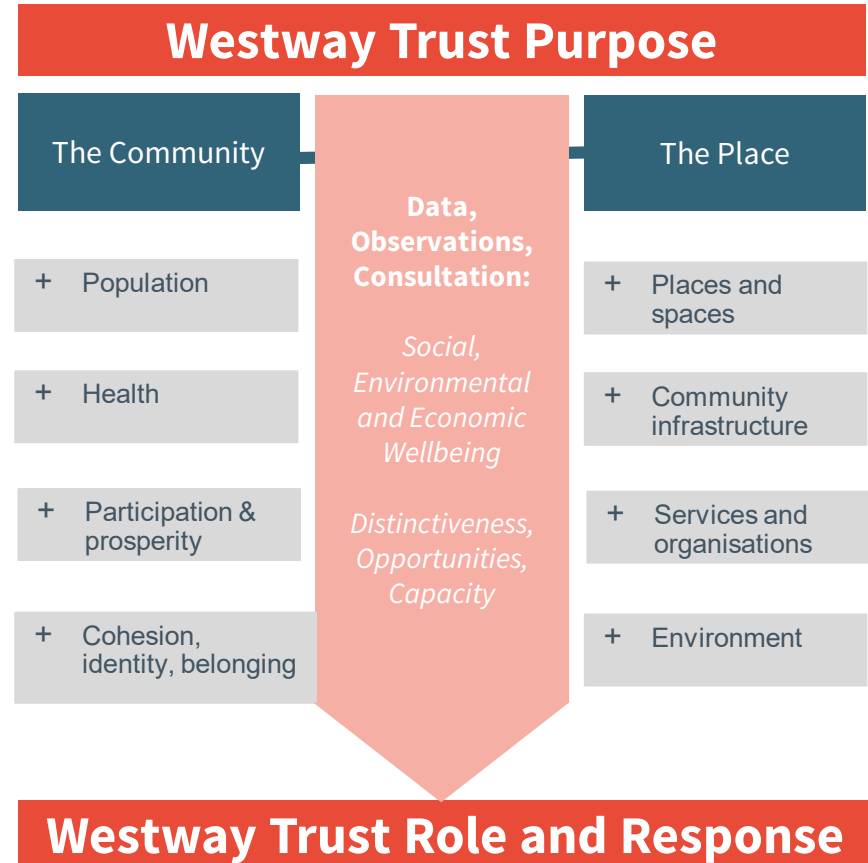 Westway Trust Purpose
The Community
+ Population
+ Health
+ Participation &
prosperity
+ Cohesion,
identity, belonging
Data,
Observations,
Consultation:
Social,
Environmental
and Economic
Wellbeing
Distinctiveness,
Opportunities,
Capacity
The Place
+ Places and
spaces
+ Community
infrastructure
+ Services and
organisations
+ Environment
Westway Trust Role and Response